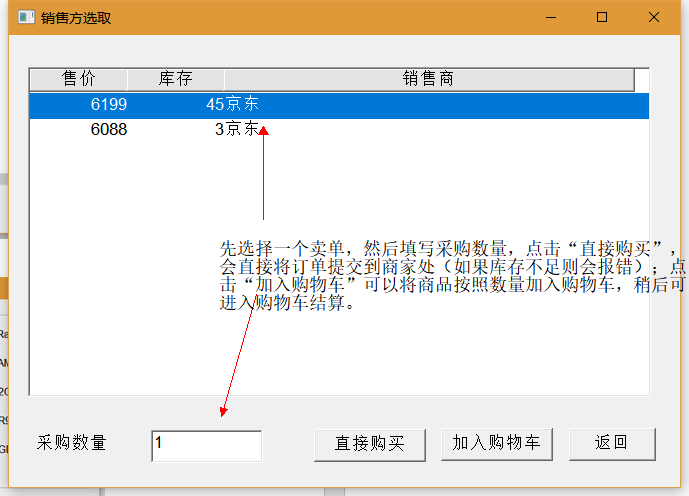 销售方选取
售价 库存 销售商
6199 45京东
6088 3京东
先选择一个卖单，然后填写采购数量，点击“直接购买”，
会直接将订单提交到商家处（如果库存不足则会报错）；点
击“加入购物车”可以将商品按照数量加入购物车，稍后可
进入购物车结算。
采购数量 1 直接购买 加入购物车 返回